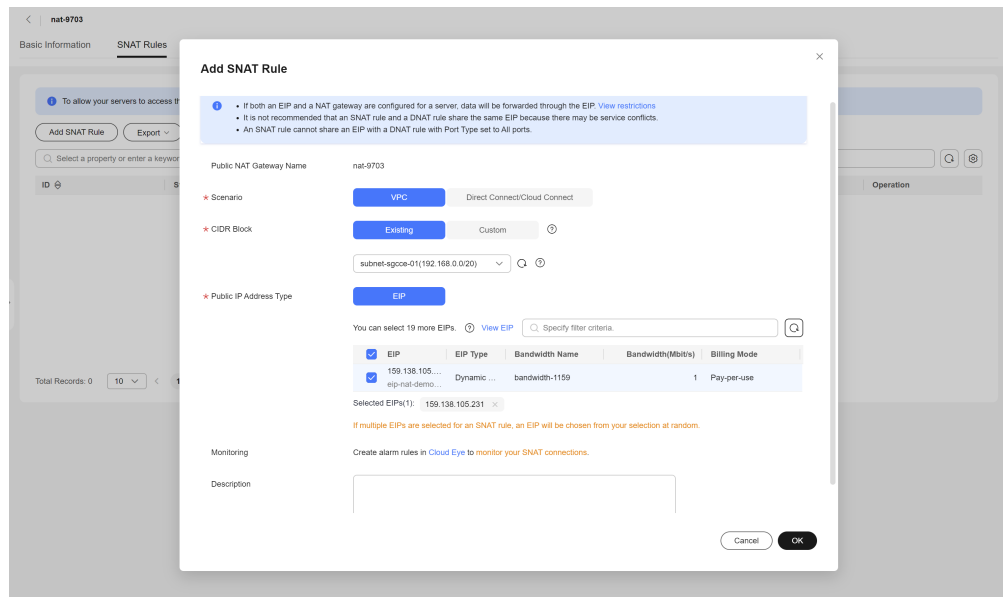 nat-9703
Basic Information SNAT Rules
Add SNAT Rule
To allow your servers to access
• If both an EIP and a NAT gateway are configured for a server, data will be forwarded through the EIP. View restrictions
• It is not recommended that an SNAT rule and a DNAT rule share the same EIP because there may be service conflicts.
• An SNAT rule cannot share an EIP with a DNAT rule with Port Type set to All ports.
Add SNAT Rule Export
Select a property or enter a
Public NAT Gateway Name nat-9703
ID Operation
Scenario VPC Direct Connect/Cloud Connect
* CIDR Block Existing Custom
subnet-sgcce-01(192.168.0.0/20)
* Public IP Address Type EIP
You can select 19 more EIPs. View EIP Specify filter criteria.
EIP EIP Type Bandwidth Name Bandwidth(Mbit/s) Billing Mode
159.138.105....
eip-nat-demo... Dynamic ... bandwidth-1159 1 Pay-per-use
Total Records: 0 10 1
Selected EIPs(1): 159.138.105.231
If multiple EIPs are selected for an SNAT rule, an EIP will be chosen from your selection at random.
Monitoring Create alarm rules in Cloud Eye to monitor your SNAT connections.
Description
Cancel OK